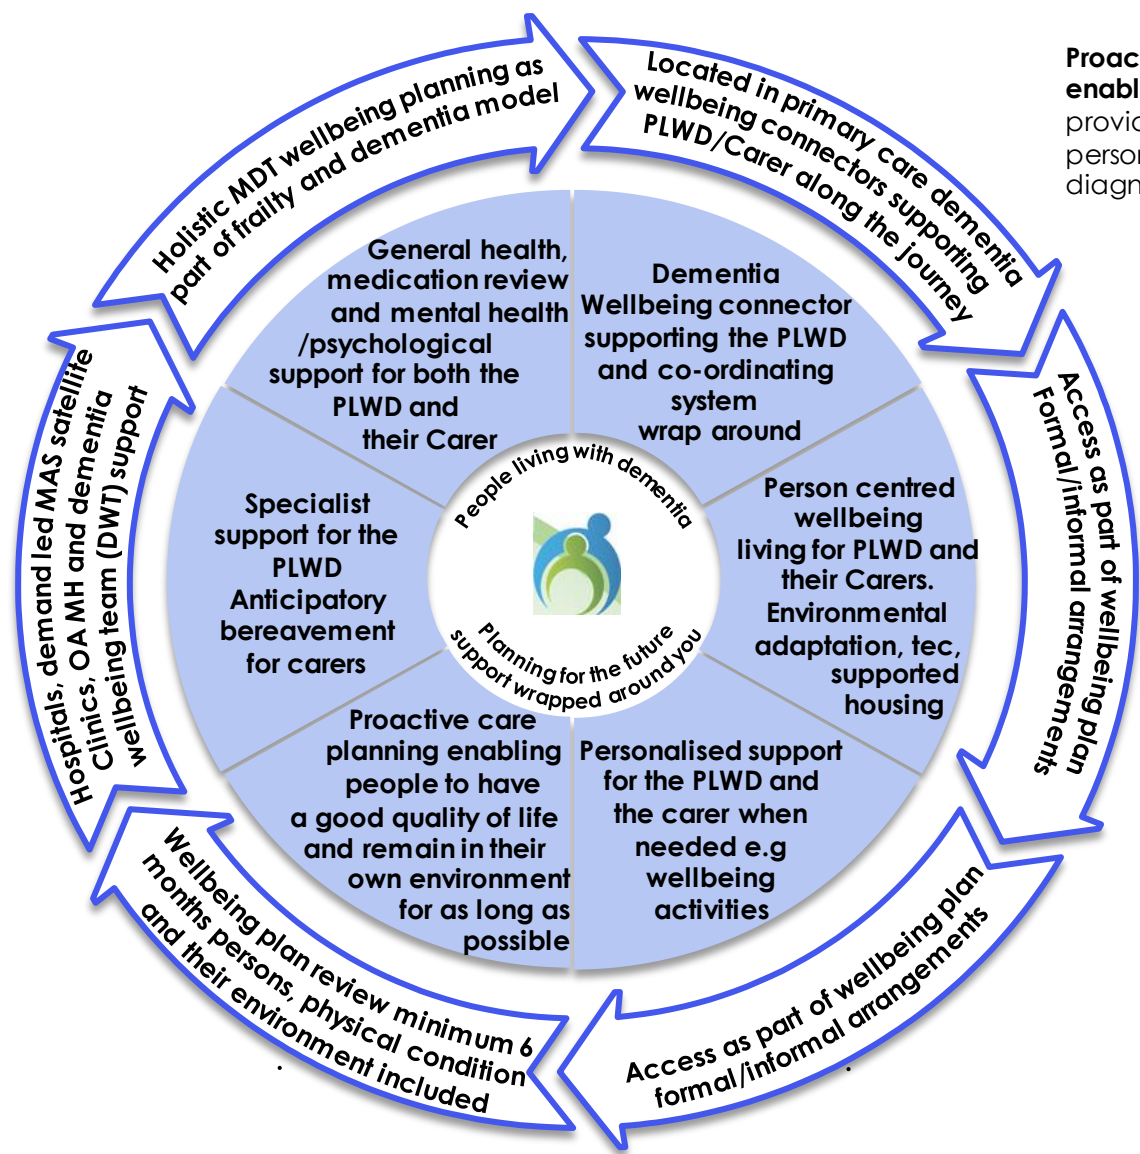 Located in primary care dementia
wellbeing connectors supporting
PLWD/Carer along the journey
Access as part of wellbeing plan
Formal/informal arrangements
Access as part of wellbeing plan
formal/informal arrangements
Wellbeing plan review minimum 6
months persons, physical condition
and their environment included
Hospitals, demand led MAS satellite
Clinics, OA MH and dementia
wellbeing team (DWT) support
Holistic MDT wellbeing planning as
part of frailty and dementia model
Dementia
Wellbeing connector
supporting the PLWD
and co-ordinating
system
wrap around
Person centred
wellbeing
living for PLWD and
their Carers.
Environmental
adaptation, tec,
supported
housing
Personalised support
for the PLWD and
the carer when
needed e.g
wellbeing
activities
Proactive care
planning enabling
people to have
a good quality of life
and remain in their
own environment
for as long as
possible
Specialist
support for the
PLWD
Anticipatory
bereavement
for carers
General health,
medication review
and mental health
/psychological
support for both the
PLWD and
their Carer
People living with dementia
Planning for the future
support wrapped around you
.
.